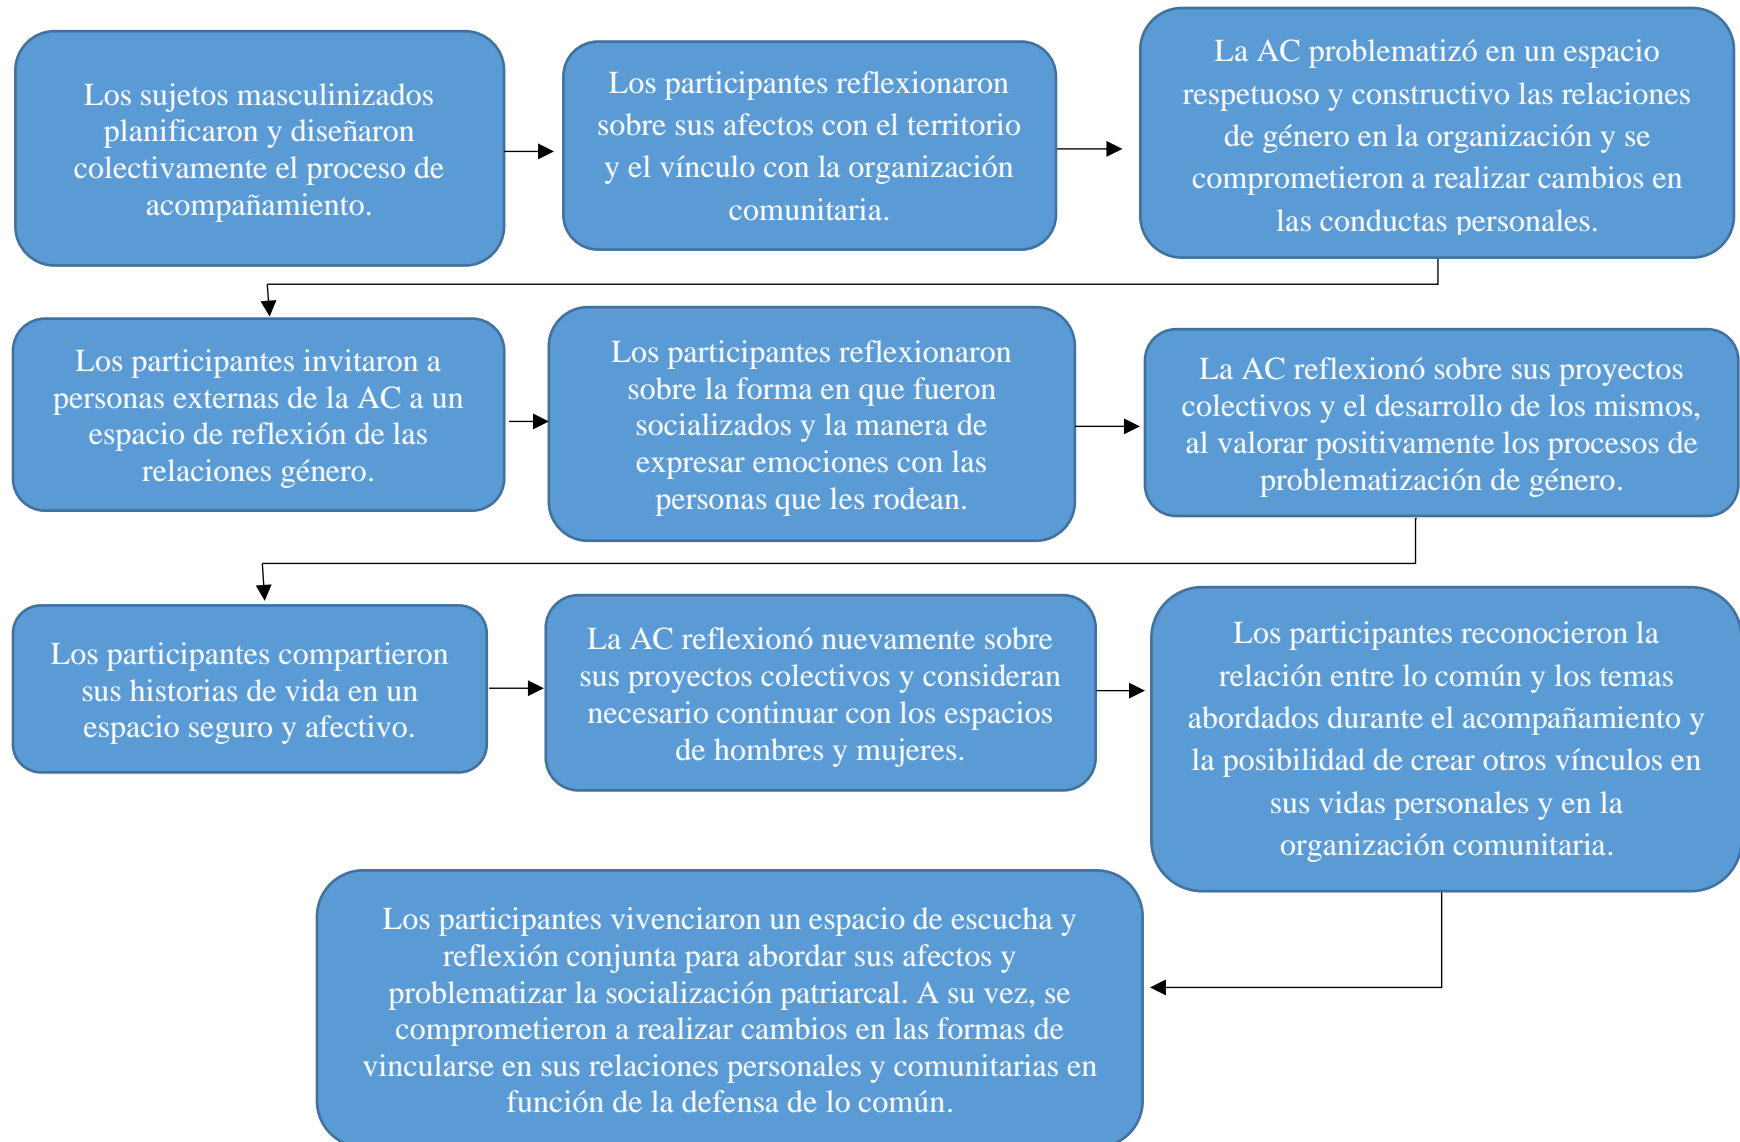 Los sujetos masculinizados
planificaron y diseñaron
colectivamente el proceso de
acompañamiento.
Los participantes reflexionaron
sobre sus afectos con el territorio
y el vínculo con la organización
comunitaria.
La AC problematizó en un espacio
respetuoso y constructivo las relaciones
de género en la organización y se
comprometieron a realizar cambios en
las conductas personales.
Los participantes invitaron a
personas externas de la AC a un
espacio de reflexión de las
relaciones género.
Los participantes reflexionaron
sobre la forma en que fueron
socializados y la manera de
expresar emociones con las
personas que les rodean.
La AC reflexionó sobre sus proyectos
colectivos y el desarrollo de los mismos,
al valorar positivamente los procesos de
problematización de género.
Los participantes compartieron
sus historias de vida en un
espacio seguro y afectivo.
La AC reflexionó nuevamente sobre
sus proyectos colectivos y consideran
necesario continuar con los espacios
de hombres y mujeres.
Los participantes reconocieron la
relación entre lo común y los temas
abordados durante el acompañamiento y
la posibilidad de crear otros vínculos en
sus vidas personales y en la
organización comunitaria.
Los participantes vivenciaron un espacio de escucha y
reflexión conjunta para abordar sus afectos y
problematizar la socialización patriarcal. A su vez, se
comprometieron a realizar cambios en las formas de
vincularse en sus relaciones personales y comunitarias en
función de la defensa de lo común.